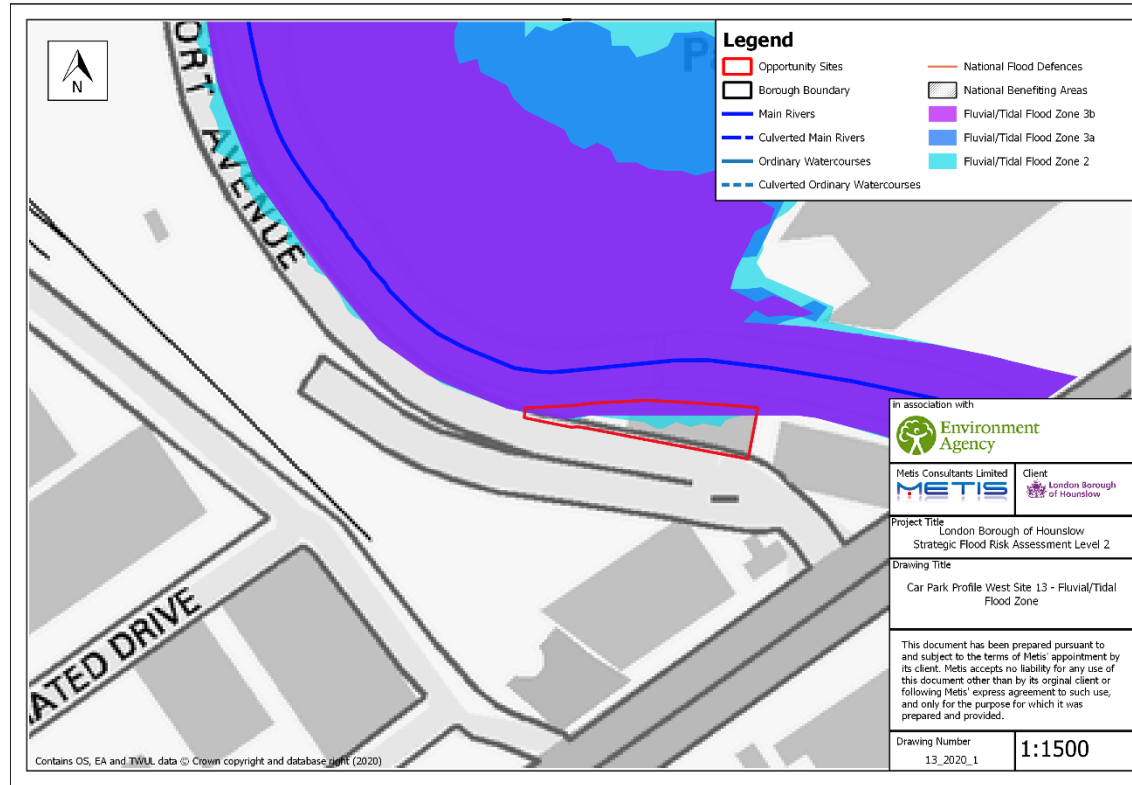 N
ORT AVENUE
Pa
ATED DRIVE
Legend
Opportunity Sites
Borough Boundary
Main Rivers
Culverted Main Rivers
Ordinary Watercourses
Culverted Ordinary Watercourses
National Flood Defences
National Benefiting Areas
Fluvial/Tidal Flood Zone 3b
Fluvial/Tidal Flood Zone 3a
Fluvial/Tidal Flood Zone 2
in association with
Environment
Agency
Metis Consultants Limited
METIS
Client
London Borough
of Hounslow
Project Title
London Borough of Hounslow
Strategic Flood Risk Assessment Level 2
Drawing Title
Car Park Profile West Site 13 - Fluvial/Tidal
Flood Zone
This document has been prepared pursuant to
and subject to the terms of Metis' appointment by
its client. Metis accepts no liability for any use of
this document other than by its orginal client or
following Metis' express agreement to such use,
and only for the purpose for which it was
prepared and provided.
Drawing Number
13_2020_1
1:1500
Contains OS, EA and TWUL data © Crown copyright and database right (2020)